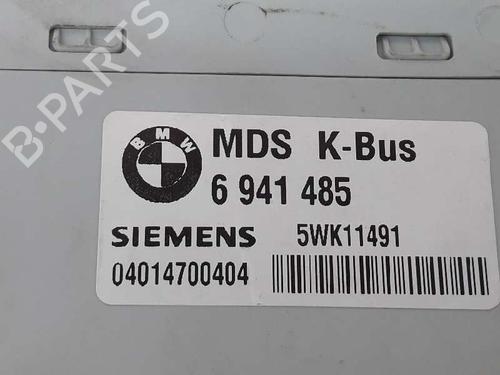 B-PARTS
BMW
MDS K-Bus
6 941 485
SIEMENS 5WK11491
04014700404